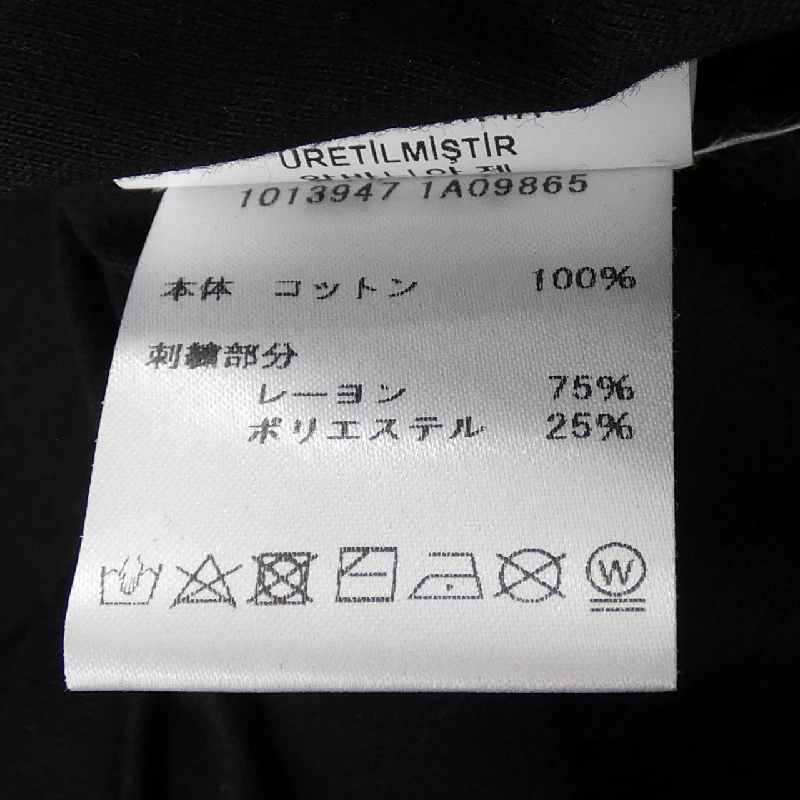 ÜRETİLMİŞTİR
1013947 1A09865
本体 コットン 100%
刺繍部分
レーヨン 75%
ポリエステル 25%
W